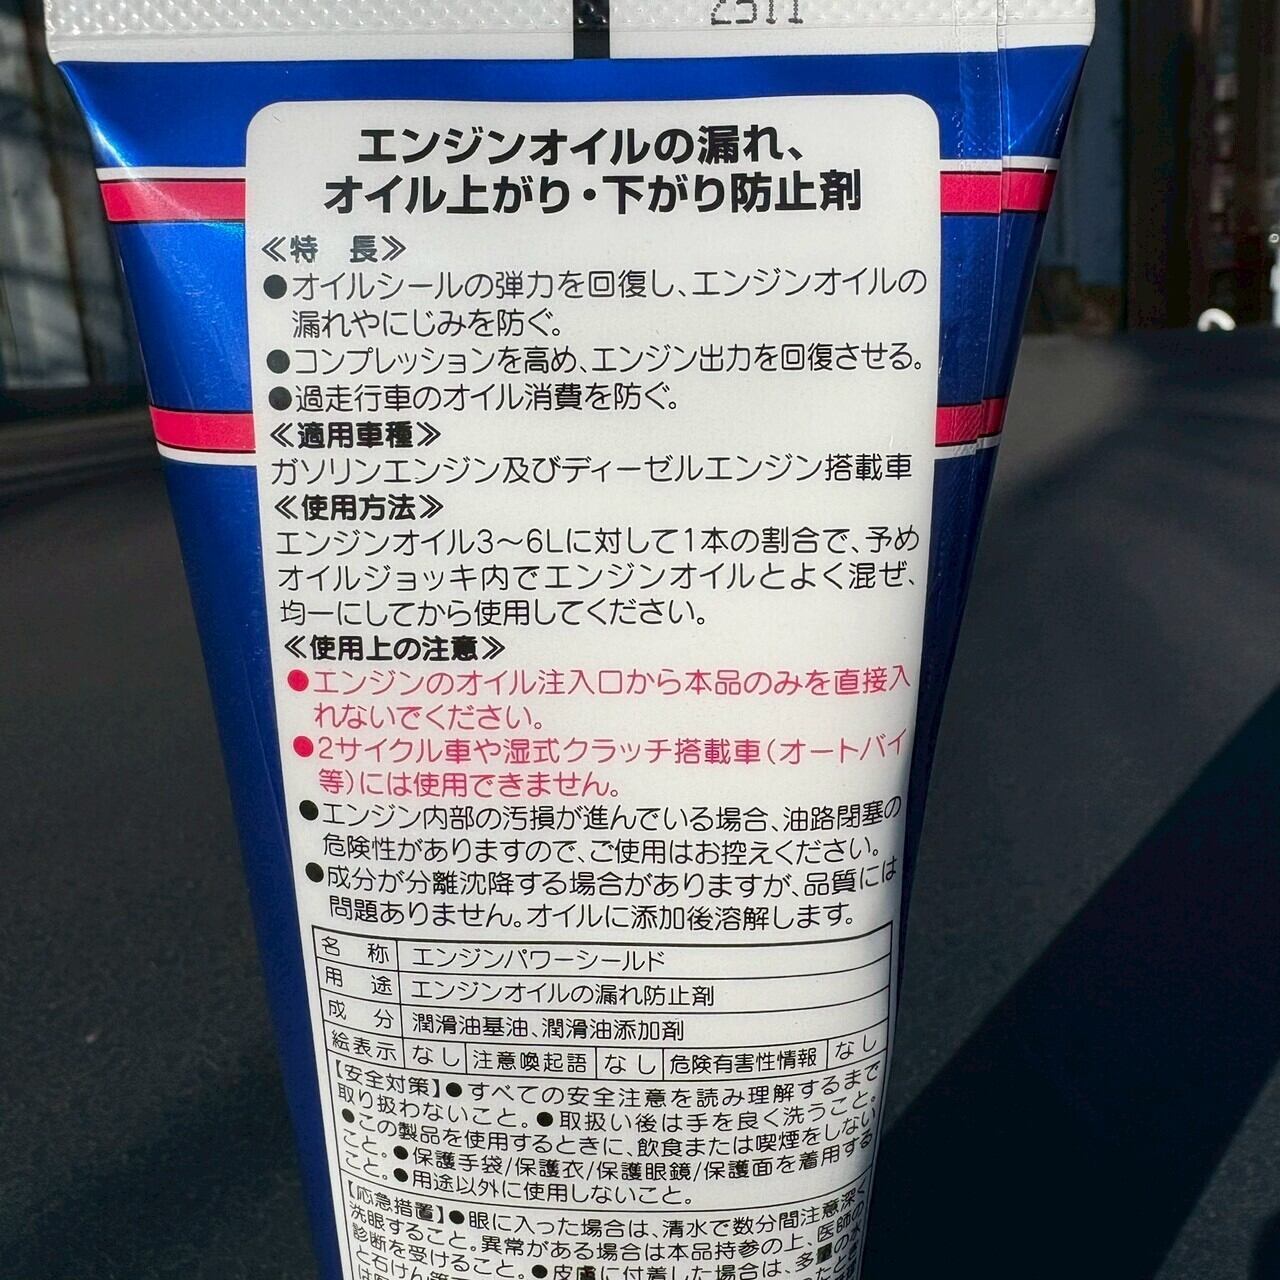 2511
エンジンオイルの漏れ、
オイル上がり・下がり防止剤
≪特 長≫
●オイルシールの弾力を回復し、エンジンオイルの
漏れやにじみを防ぐ。
●コンプレッションを高め、エンジン出力を回復させる。
●過走行車のオイル消費を防ぐ。
≪適用車種≫
ガソリンエンジン及びディーゼルエンジン搭載車
≪使用方法≫
エンジンオイル3〜6Lに対して1本の割合で、予め
オイルジョッキ内でエンジンオイルとよく混ぜ、
均一にしてから使用してください。
≪使用上の注意≫
●エンジンのオイル注入口から本品のみを直接入
れないでください。
●2サイクル車や湿式クラッチ搭載車(オートバイ
等)には使用できません。
●エンジン内部の汚損が進んでいる場合、油路閉塞の
危険性がありますので、ご使用はお控えください。
●成分が分離沈降する場合がありますが、品質には
問題ありません。オイルに添加後溶解します。
名 称 エンジンパワーシールド
用 途 エンジンオイルの漏れ防止剤
成 分 潤滑油基油、潤滑油添加剤
絵表示 なし 注意喚起語 なし 危険有害性情報 なし
【安全対策】●すべての安全注意を読み理解するまで
取り扱わないこと。●取扱い後は手を良く洗うこと。
●この製品を使用するときに、飲食または喫煙をしない
こと。●保護手袋/保護衣/保護眼鏡/保護面を着用する
こと。●用途以外に使用しないこと。
【応急措置】●眼に入った場合は、清水で数分間注意深く
洗眼すること。異常がある場合は本品持参の上、医師の
診断を受けること。●皮膚に付着した場合は、多量の水
と石けん